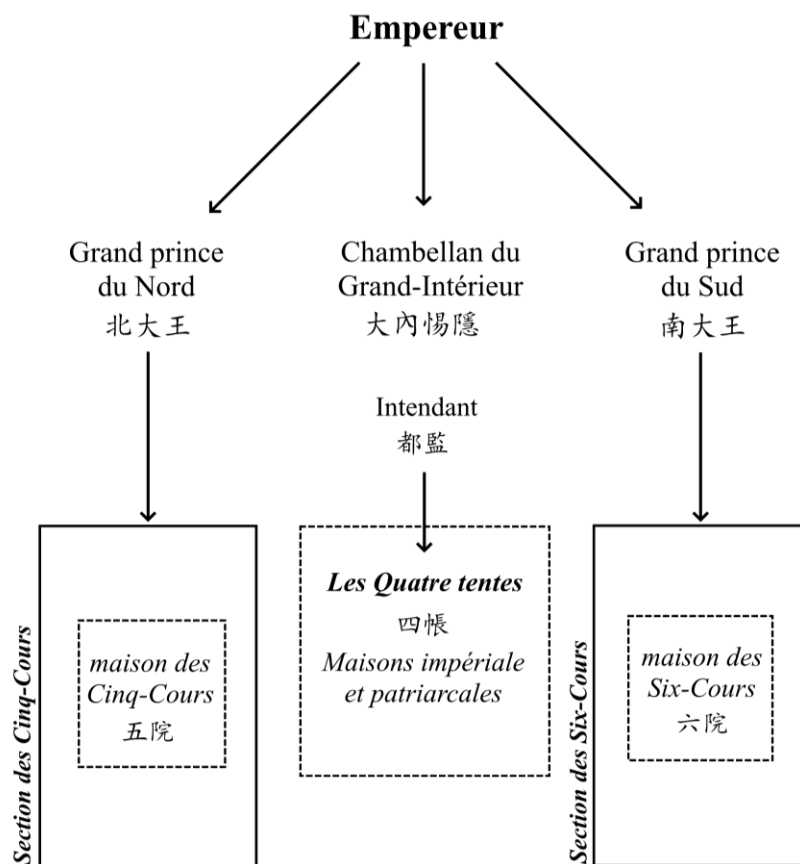 Empereur
Grand prince
du Nord
北大王
Chambellan du
Grand-Intérieur
大內惕隱
Grand prince
du Sud
南大王
Intendant
都監
Section des Cinq-Cours
maison des
Cinq-Cours
五院
Les Quatre tentes
四帳
Maisons impériale
et patriarcales
Section des Six-Cours
maison des
Six-Cours
六院